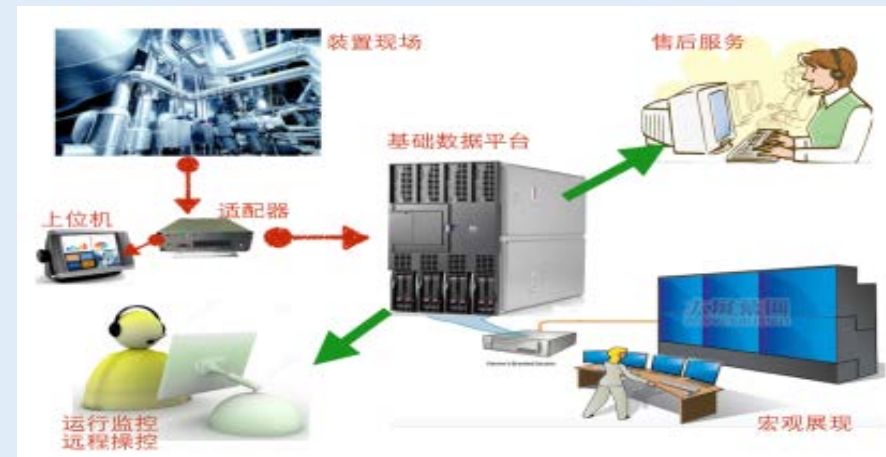 装置现场
售后服务
基础数据平台
上位机
适配器
运行监控
远程操控
宏观展现